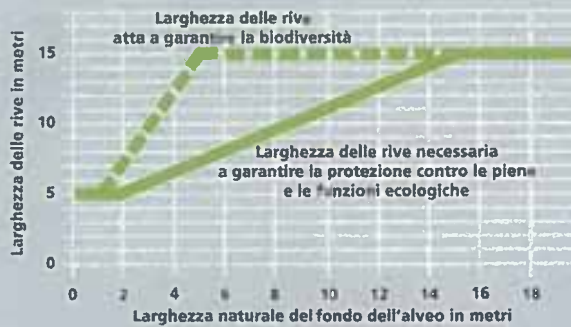 Larghezza delle rive
atta a garantire la biodiversità
Larghezza delle rive in metri
15
10
5
0
Larghezza delle rive necessaria
a garantire la protezione contro le piene
e le funzioni ecologiche
0 2 4 6 8 10 12 14 16 18
Larghezza naturale del fondo dell'alveo in metri